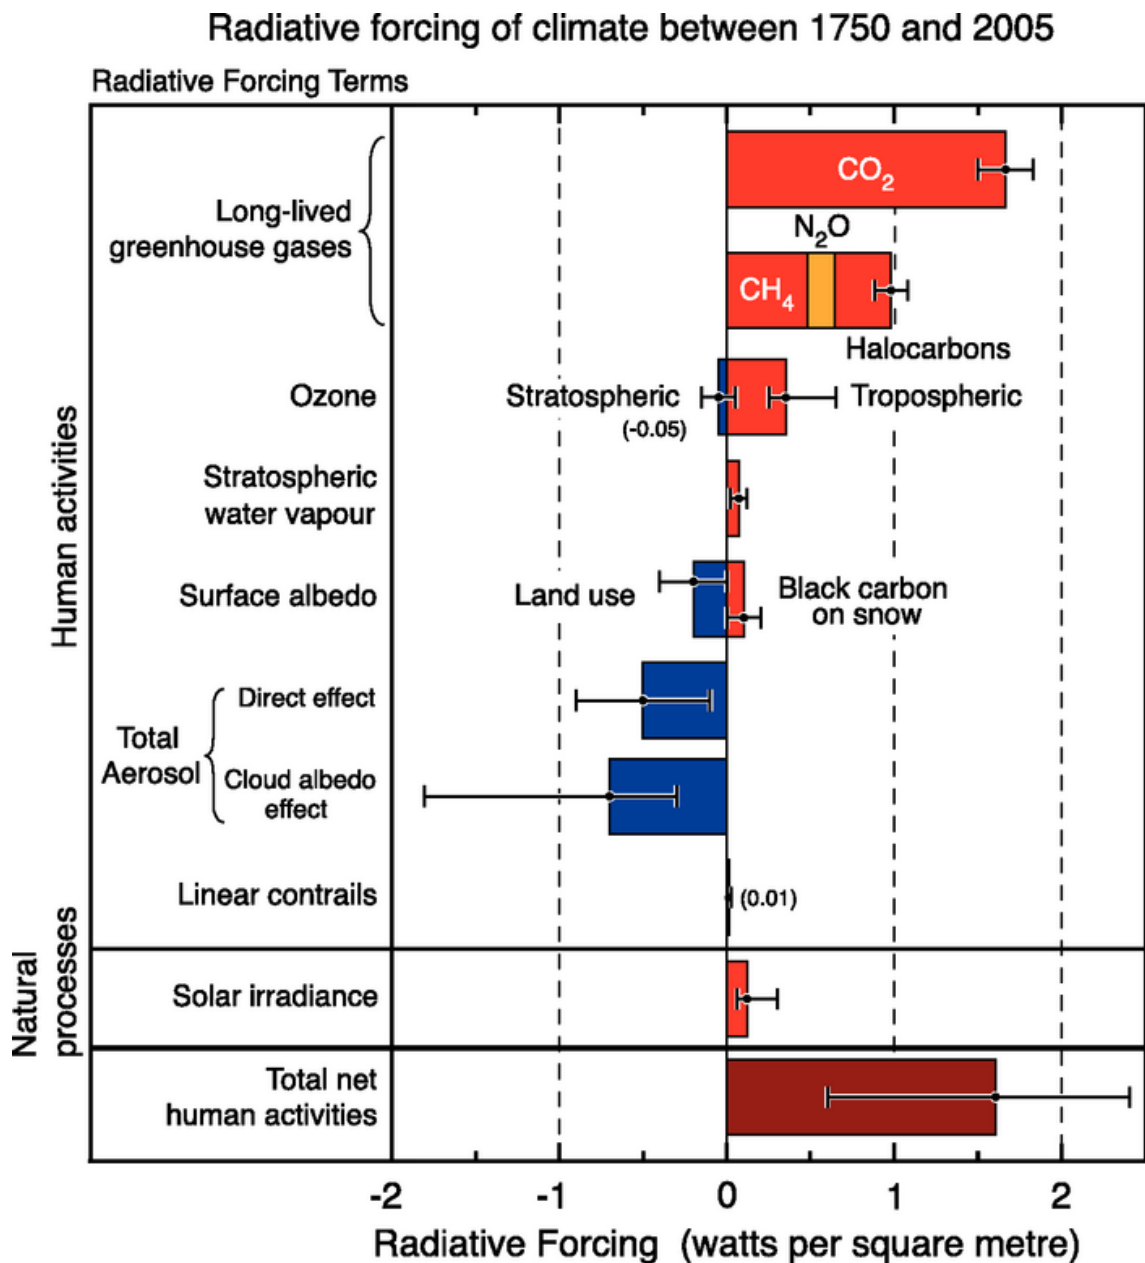 Radiative forcing of climate between 1750 and 2005
Radiative Forcing Terms
Human activities
Long-lived
greenhouse gases
CO₂
N₂O
CH₄
Halocarbons
Ozone
Stratospheric
(-0.05)
Tropospheric
Stratospheric
water vapour
Surface albedo
Land use
Black carbon
on snow
Total
Aerosol
Direct effect
Cloud albedo
effect
Linear contrails
(0.01)
Natural
processes
Solar irradiance
Total net
human activities
-2 -1 0 1 2
Radiative Forcing (watts per square metre)